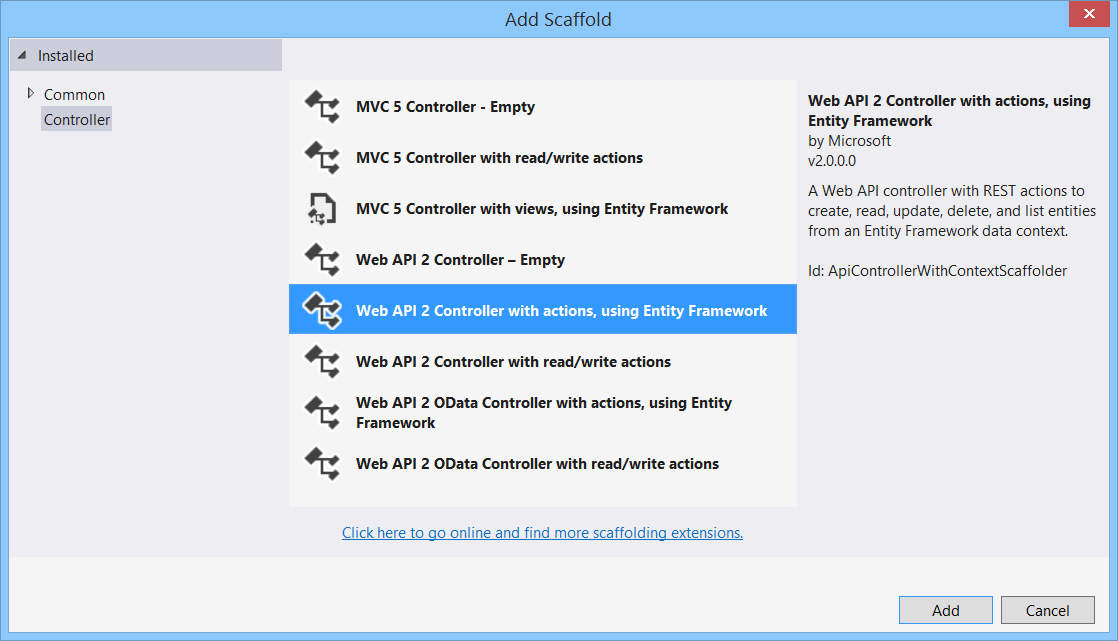 Add Scaffold
Installed
Common
Controller
MVC 5 Controller - Empty
MVC 5 Controller with read/write actions
MVC 5 Controller with views, using Entity Framework
Web API 2 Controller – Empty
Web API 2 Controller with actions, using Entity Framework
Web API 2 Controller with read/write actions
Web API 2 OData Controller with actions, using Entity
Framework
Web API 2 OData Controller with read/write actions
Click here to go online and find more scaffolding extensions.
Web API 2 Controller with actions, using
Entity Framework
by Microsoft
v2.0.0.0
A Web API controller with REST actions to
create, read, update, delete, and list entities
from an Entity Framework data context.
Id: ApiControllerWithContextScaffolder
Add
Cancel